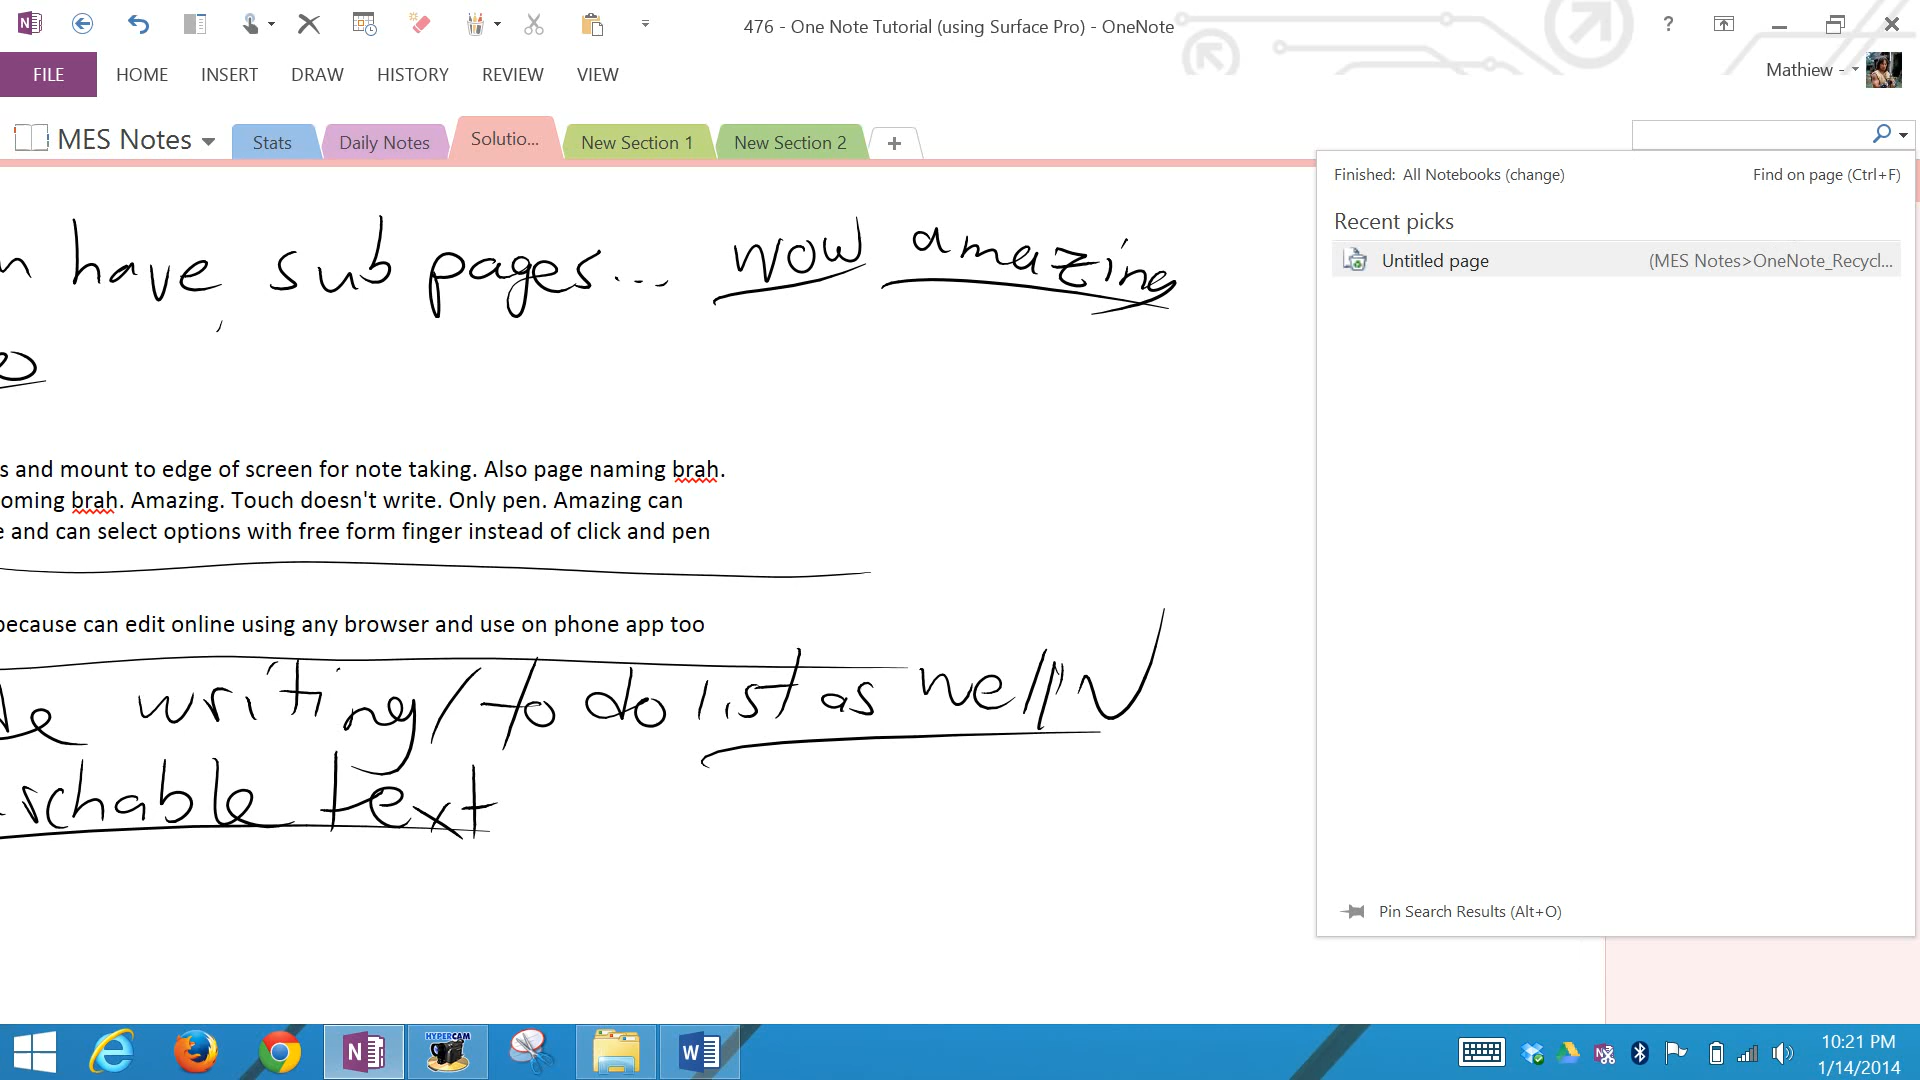 476 - One Note Tutorial (using Surface Pro) - OneNote
FILE HOME INSERT DRAW HISTORY REVIEW VIEW
Mathiew -
MES Notes Stats Daily Notes Solutio... New Section 1 New Section 2 +
Finished: All Notebooks (change) Find on page (Ctrl+F)
Recent picks
Untitled page (MES Notes>OneNote_Recycl...
Pin Search Results (Alt+O)
n have, sub pages... wow amazing
s and mount to edge of screen for note taking. Also page naming brah.
oming brah. Amazing. Touch doesn't write. Only pen. Amazing can
e and can select options with free form finger instead of click and pen
because can edit online using any browser and use on phone app too
writing/to do list as well
chable text
HYPERCAM
10:21 PM
1/14/2014